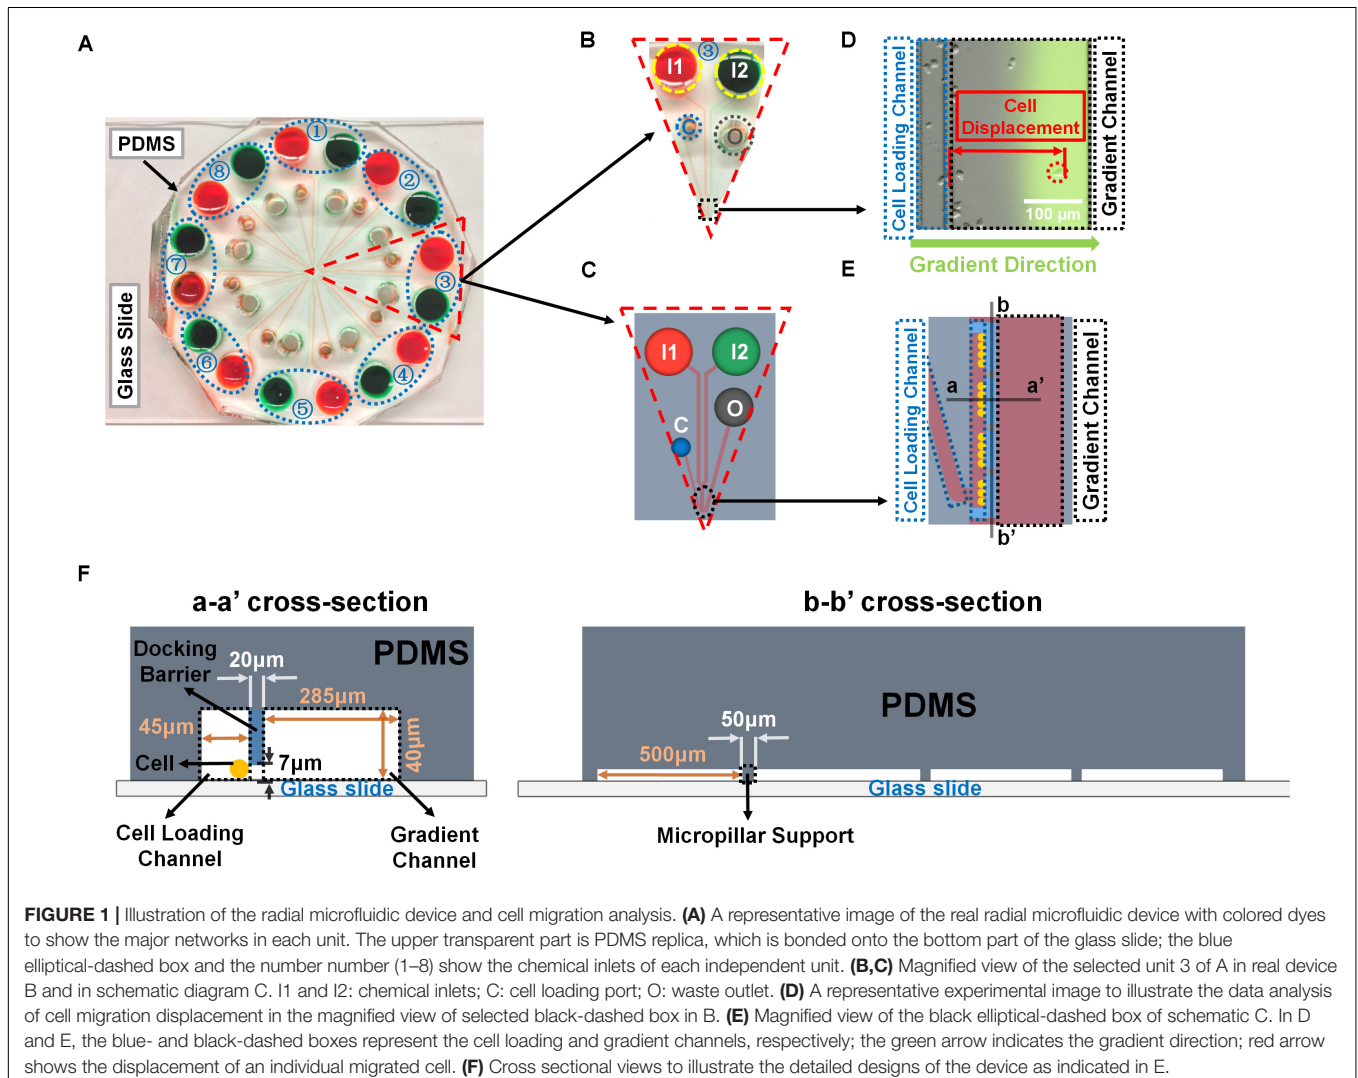 A
PDMS
Glass Slide
①
②
③
④
⑤
⑥
⑦
⑧
B
③
I1
I2
C
O
C
I1
I2
C
O
D
Cell Loading Channel
Cell
Displacement
100 µm
Gradient Channel
Gradient Direction
E
Cell Loading Channel
b
a
a’
b’
Gradient Channel
F
a-a’ cross-section
Docking
Barrier
PDMS
20µm
285µm
45µm
40µm
Cell
7µm
Glass slide
Cell Loading
Channel
Gradient
Channel
b-b’ cross-section
PDMS
50µm
500µm
Glass slide
Micropillar Support
FIGURE 1 | Illustration of the radial microfluidic device and cell migration analysis. (A) A representative image of the real radial microfluidic device with colored dyes
to show the major networks in each unit. The upper transparent part is PDMS replica, which is bonded onto the bottom part of the glass slide; the blue
elliptical-dashed box and the number number (1–8) show the chemical inlets of each independent unit. (B,C) Magnified view of the selected unit 3 of A in real device
B and in schematic diagram C. I1 and I2: chemical inlets; C: cell loading port; O: waste outlet. (D) A representative experimental image to illustrate the data analysis
of cell migration displacement in the magnified view of selected black-dashed box in B. (E) Magnified view of the black elliptical-dashed box of schematic C. In D
and E, the blue- and black-dashed boxes represent the cell loading and gradient channels, respectively; the green arrow indicates the gradient direction; red arrow
shows the displacement of an individual migrated cell. (F) Cross sectional views to illustrate the detailed designs of the device as indicated in E.